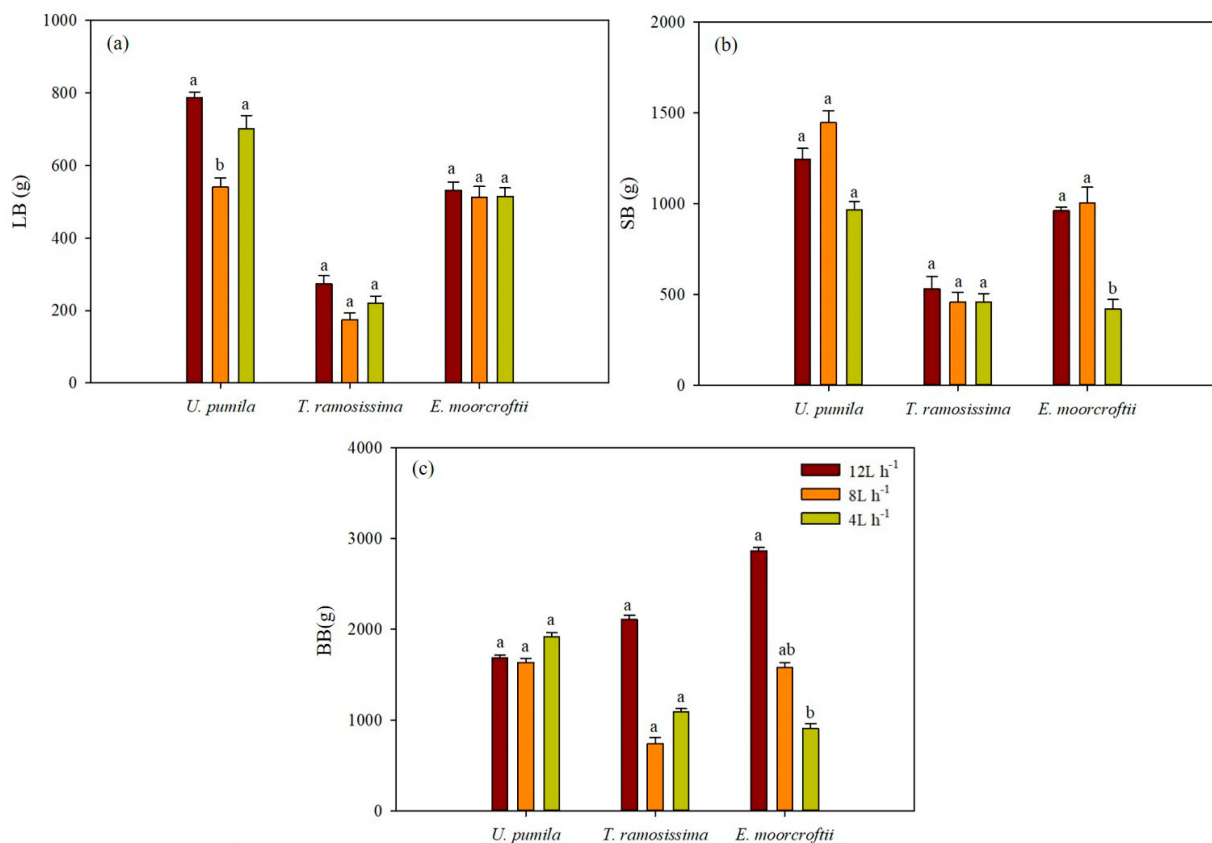 (a)
LB (g)
1000
800
600
400
200
0
a
b
a
a
a
a
a
a
a
U. pumila
T. ramosissima
E. moorcroftii
(b)
SB (g)
2000
1500
1000
500
0
a
a
a
a
a
a
a
a
b
U. pumila
T. ramosissima
E. moorcroftii
(c)
BB(g)
4000
3000
2000
1000
0
12L h⁻¹
8L h⁻¹
4L h⁻¹
a
a
a
a
a
a
a
ab
b
U. pumila
T. ramosissima
E. moorcroftii